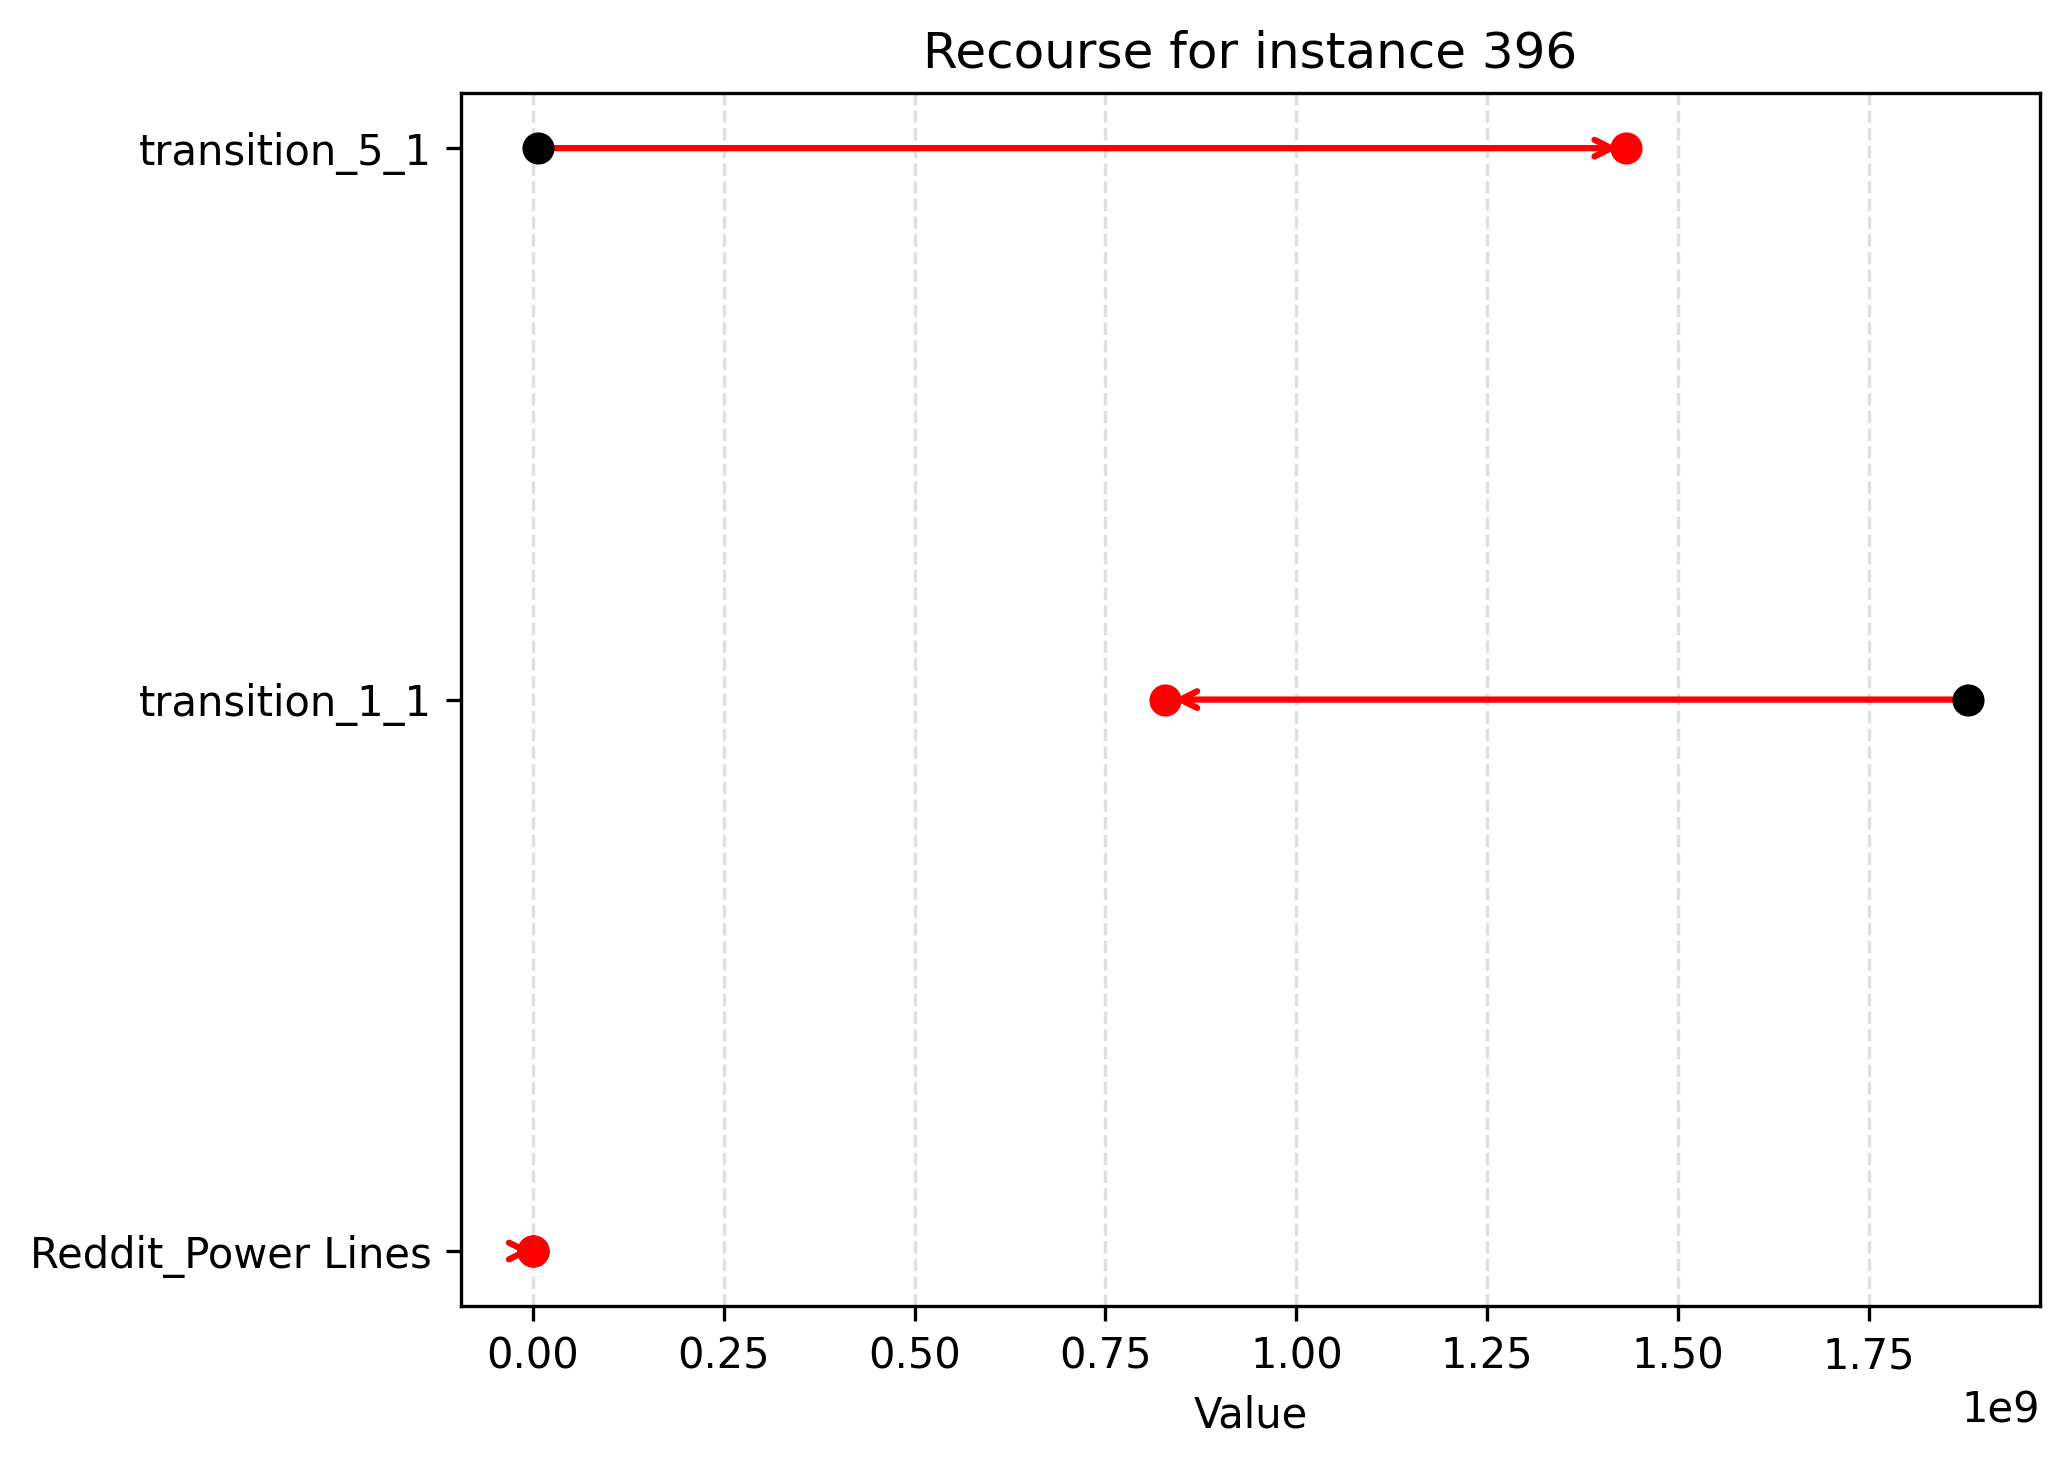 Recourse for instance 396
transition_5_1
transition_1_1
Reddit_Power Lines
0.00 0.25 0.50 0.75 1.00 1.25 1.50 1.75
1e9
Value